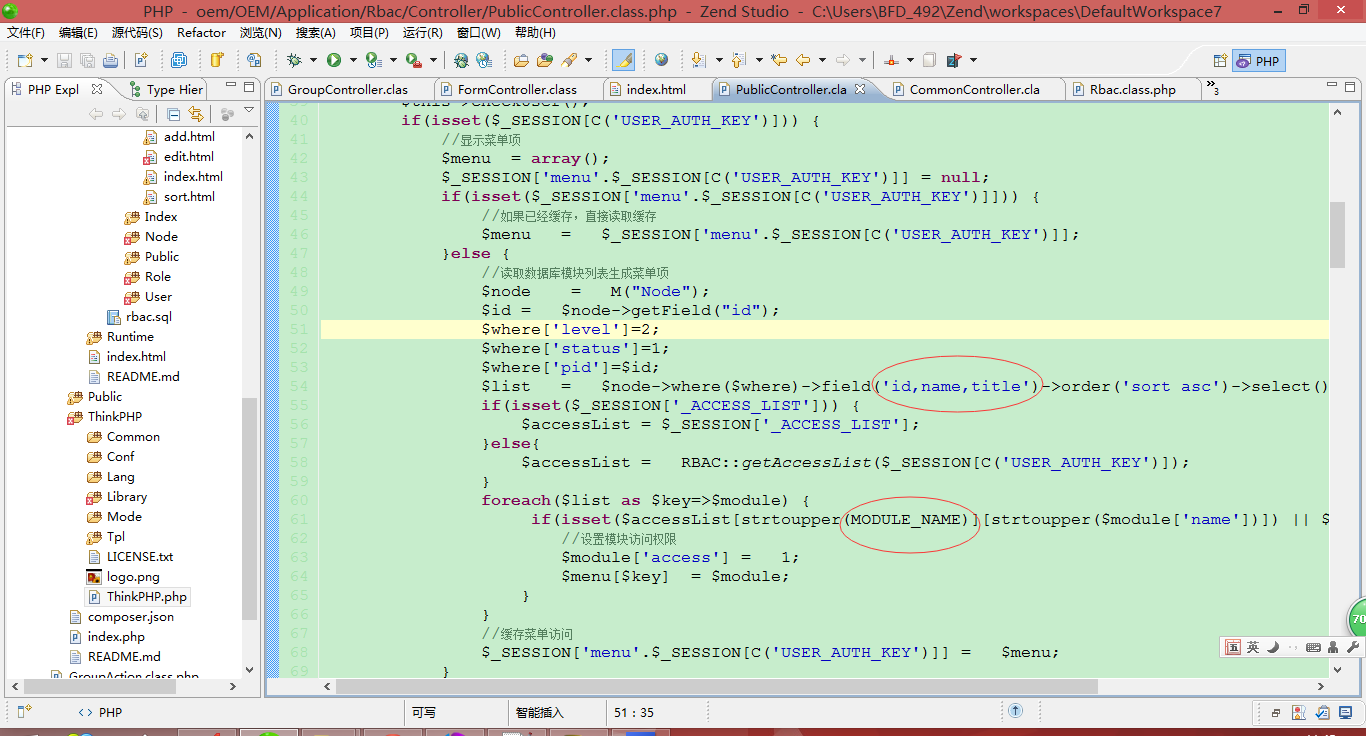 PHP - oem/OEM/Application/Rbac/Controller/PublicController.class.php - Zend Studio - C:\Users\BFD_492\Zend\workspaces\DefaultWorkspace7
文件(F) 编辑(E) 源代码(S) Refactor 浏览(N) 搜索(A) 项目(P) 运行(R) 窗口(W) 帮助(H)
PHP
PHP Expl
Type Hier
GroupController.clas
FormController.class
index.html
PublicController.cla
CommonController.cla
Rbac.class.php
»3
add.html
edit.html
index.html
sort.html
Index
Node
Public
Role
User
rbac.sql
Runtime
index.html
README.md
Public
ThinkPHP
Common
Conf
Lang
Library
Mode
Tpl
LICENSE.txt
logo.png
ThinkPHP.php
composer.json
index.php
README.md
GroupAction.class.php
39 $this->checkUser();
40 if(isset($_SESSION[C('USER_AUTH_KEY')])) {
41 //显示菜单项
42 $menu = array();
43 $_SESSION['menu'.$_SESSION[C('USER_AUTH_KEY')]] = null;
44 if(isset($_SESSION['menu'.$_SESSION[C('USER_AUTH_KEY')]])) {
45 //如果已经缓存，直接读取缓存
46 $menu = $_SESSION['menu'.$_SESSION[C('USER_AUTH_KEY')]];
47 }else {
48 //读取数据库模块列表生成菜单项
49 $node = M("Node");
50 $id = $node->getField("id");
51 $where['level']=2;
52 $where['status']=1;
53 $where['pid']=$id;
54 $list = $node->where($where)->field('id,name,title')->order('sort asc')->select()
55 if(isset($_SESSION['_ACCESS_LIST'])) {
56 $accessList = $_SESSION['_ACCESS_LIST'];
57 }else{
58 $accessList = RBAC::getAccessList($_SESSION[C('USER_AUTH_KEY')]);
59 }
60 foreach($list as $key=>$module) {
61 if(isset($accessList[strtoupper(MODULE_NAME)][strtoupper($module['name'])]) || $
62 //设置模块访问权限
63 $module['access'] = 1;
64 $menu[$key] = $module;
65 }
66 }
67 //缓存菜单访问
68 $_SESSION['menu'.$_SESSION[C('USER_AUTH_KEY')]] = $menu;
69 }
70
五 英
<> PHP
可写
智能插入
51 : 35